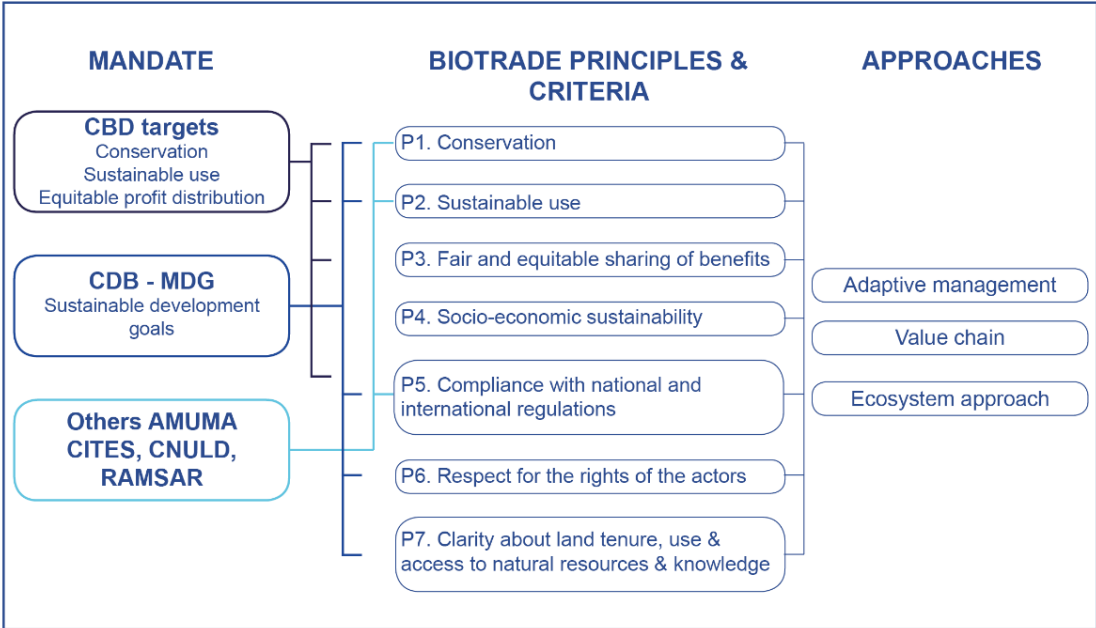 MANDATE
CBD targets
Conservation
Sustainable use
Equitable profit distribution
CDB - MDG
Sustainable development
goals
Others AMUMA
CITES, CNULD,
RAMSAR
BIOTRADE PRINCIPLES &
CRITERIA
P1. Conservation
P2. Sustainable use
P3. Fair and equitable sharing of benefits
P4. Socio-economic sustainability
P5. Compliance with national and
international regulations
P6. Respect for the rights of the actors
P7. Clarity about land tenure, use &
access to natural resources & knowledge
APPROACHES
Adaptive management
Value chain
Ecosystem approach